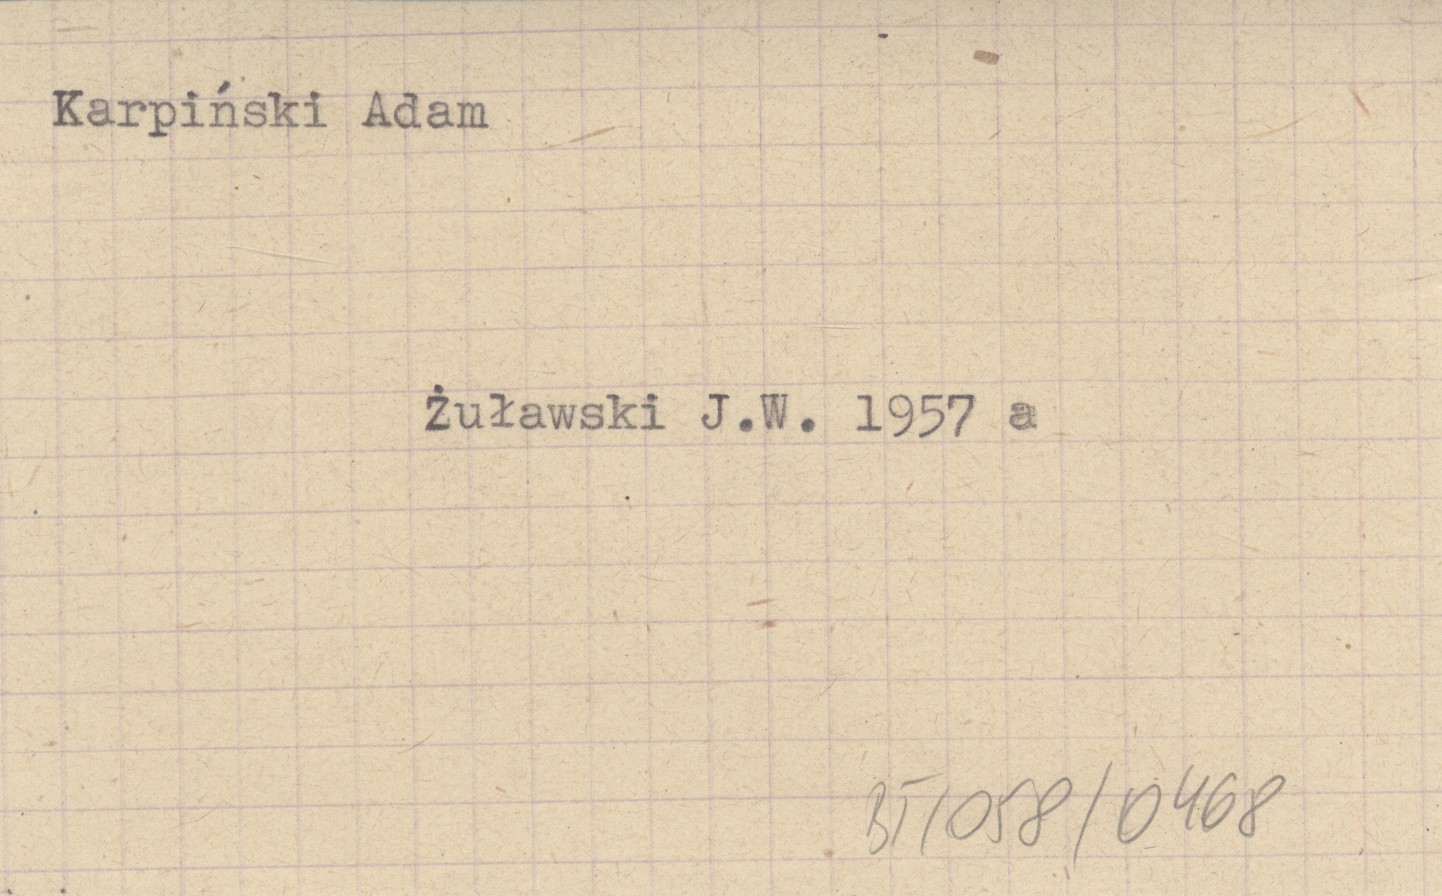 Karpiński Adam
Żuławski J.W. 1957 a
BT/058/0468